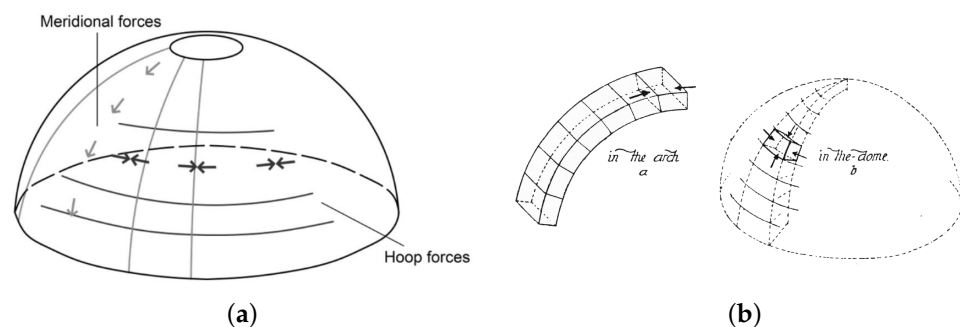 Meridional forces
Hoop forces
in the arch
a
in the dome.
b
(a)
(b)